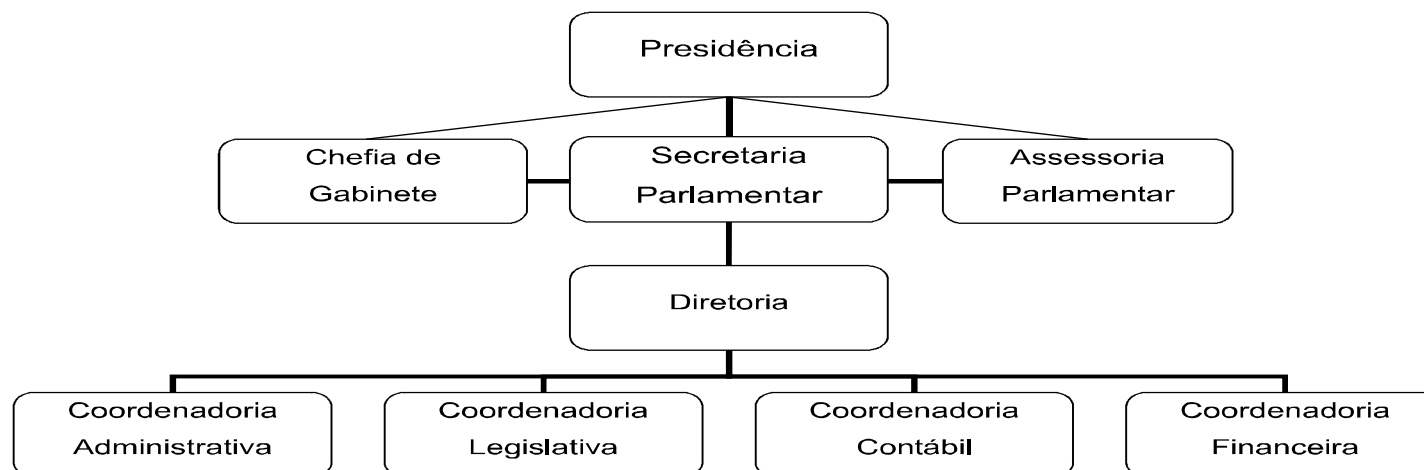 Presidência
Chefia de
Gabinete
Secretaria
Parlamentar
Assessoria
Parlamentar
Diretoria
Coordenadoria
Administrativa
Coordenadoria
Legislativa
Coordenadoria
Contábil
Coordenadoria
Financeira